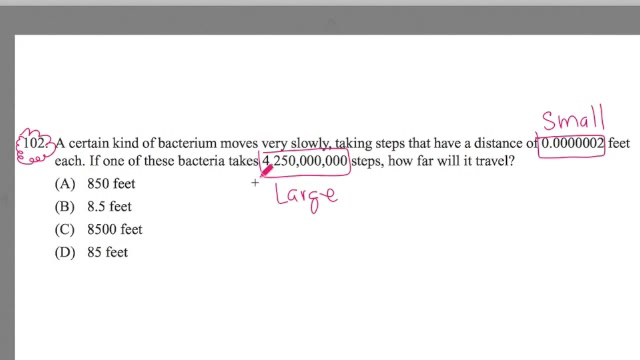 Small
102. A certain kind of bacterium moves very slowly, taking steps that have a distance of 0.0000002 feet
each. If one of these bacteria takes 4,250,000,000 steps, how far will it travel?
(A) 850 feet
Large
(B) 8.5 feet
(C) 8500 feet
(D) 85 feet